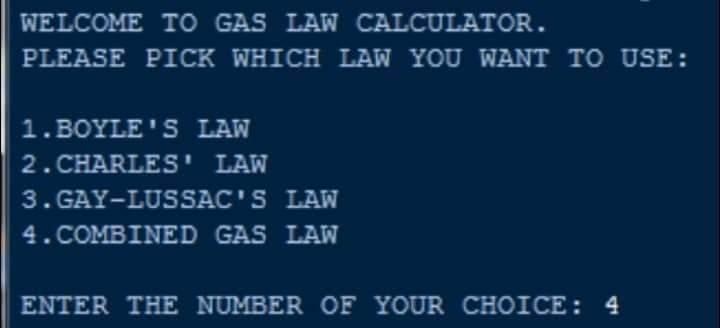 WELCOME TO GAS LAW CALCULATOR.
PLEASE PICK WHICH LAW YOU WANT TO USE:
1.BOYLE'S LAW
2.CHARLES' LAW
3.GAY-LUSSAC'S LAW
4.COMBINED GAS LAW
ENTER THE NUMBER OF YOUR CHOICE: 4